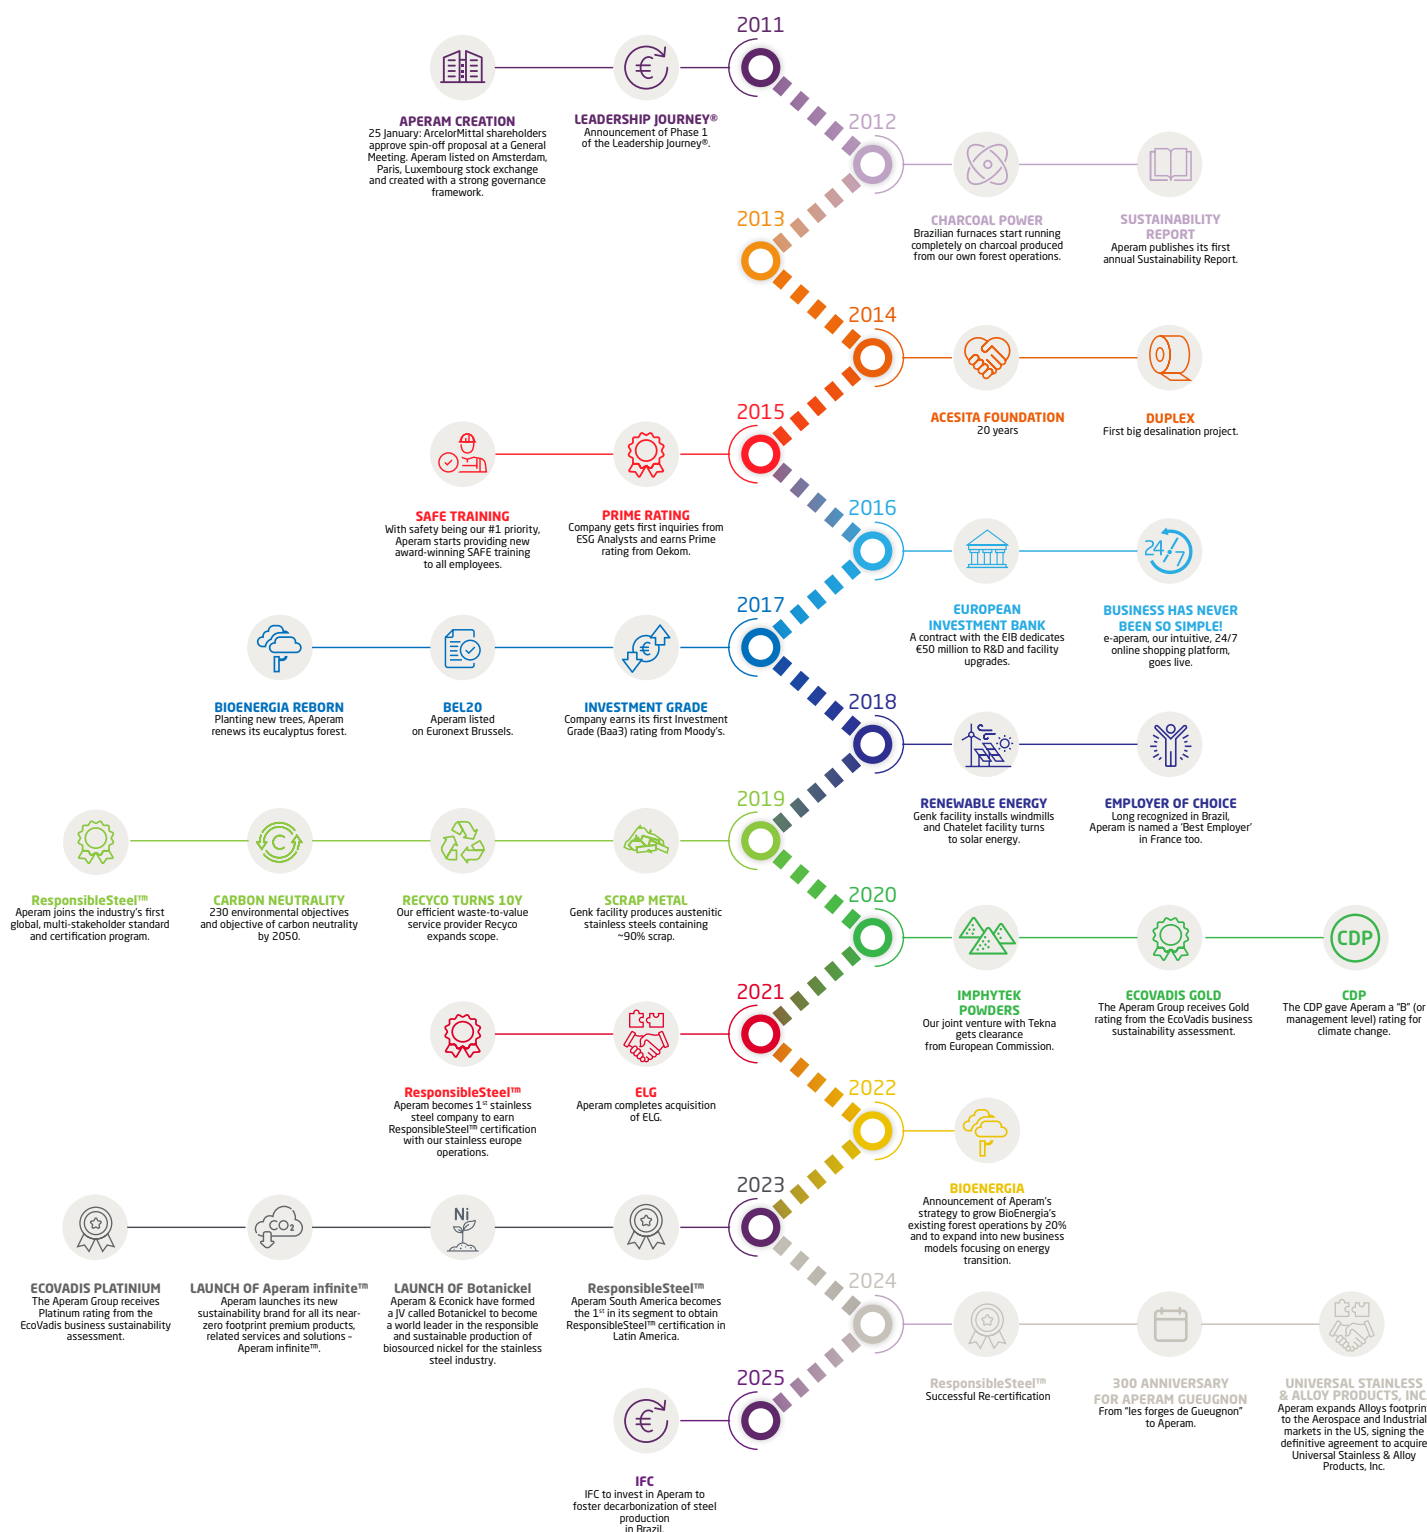 2011
APERAM CREATION
25 January: ArcelorMittal shareholders
approve spin-off proposal at a General
Meeting. Aperam listed on Amsterdam,
Paris, Luxembourg stock exchange
and created with a strong governance
framework.
LEADERSHIP JOURNEY®
Announcement of Phase 1
of the Leadership Journey®.
2012
CHARCOAL POWER
Brazilian furnaces start running
completely on charcoal produced
from our own forest operations.
SUSTAINABILITY
REPORT
Aperam publishes its first
annual Sustainability Report.
2013
2014
ACESITA FOUNDATION
20 years
DUPLEX
First big desalination project.
2015
SAFE TRAINING
With safety being our #1 priority,
Aperam starts providing new
award-winning SAFE training
to all employees.
PRIME RATING
Company gets first inquiries from
ESG Analysts and earns Prime
rating from Oekom.
2016
24/7
EUROPEAN
INVESTMENT BANK
A contract with the EIB dedicates
€50 million to R&D and facility
upgrades.
BUSINESS HAS NEVER
BEEN SO SIMPLE!
e-aperam, our intuitive, 24/7
online shopping platform,
goes live.
2017
BIOENERGIA REBORN
Planting new trees, Aperam
renews its eucalyptus forest.
BEL20
Aperam listed
on Euronext Brussels.
INVESTMENT GRADE
Company earns its first Investment
Grade (Baa3) rating from Moody's.
2018
RENEWABLE ENERGY
Genk facility installs windmills
and Chatelet facility turns
to solar energy.
EMPLOYER OF CHOICE
Long recognized in Brazil,
Aperam is named a 'Best Employer'
in France too.
2019
C
ResponsibleSteel™
Aperam joins the industry's first
global, multi-stakeholder standard
and certification program.
CARBON NEUTRALITY
230 environmental objectives
and objective of carbon neutrality
by 2050.
RECYCO TURNS 10Y
Our efficient waste-to-value
service provider Recyco
expands scope.
SCRAP METAL
Genk facility produces austenitic
stainless steels containing
~90% scrap.
2020
CDP
IMPHYTEK
POWDERS
Our joint venture with Tekna
gets clearance
from European Commission.
ECOVADIS GOLD
The Aperam Group receives Gold
rating from the EcoVadis business
sustainability assessment.
CDP
The CDP gave Aperam a "B" (or
management level) rating for
climate change.
2021
ResponsibleSteel™
Aperam becomes 1st stainless
steel company to earn
ResponsibleSteel™ certification
with our stainless europe
operations.
ELG
Aperam completes acquisition
of ELG.
2022
BIOENERGIA
Announcement of Aperam's
strategy to grow BioEnergia's
existing forest operations by 20%
and to expand into new business
models focusing on energy
transition.
2023
CO2
Ni
ECOVADIS PLATINIUM
The Aperam Group receives
Platinum rating from the
EcoVadis business sustainability
assessment.
LAUNCH OF Aperam infinite™
Aperam launches its new
sustainability brand for all its near-
zero footprint premium products,
related services and solutions –
Aperam infinite™.
LAUNCH OF Botanickel
Aperam & Econick have formed
a JV called Botanickel to become
a world leader in the responsible
and sustainable production of
biosourced nickel for the stainless
steel industry.
ResponsibleSteel™
Aperam South America becomes
the 1st in its segment to obtain
ResponsibleSteel™ certification in
Latin America.
2024
ResponsibleSteel™
Successful Re-certification
300 ANNIVERSARY
FOR APERAM GUEUGNON
From "les forges de Gueugnon"
to Aperam.
UNIVERSAL STAINLESS
& ALLOY PRODUCTS, INC.
Aperam expands Alloys footprint
to the Aerospace and Industrial
markets in the US, signing the
definitive agreement to acquire
Universal Stainless & Alloy
Products, Inc.
2025
IFC
IFC to invest in Aperam to
foster decarbonization of steel
production
in Brazil.